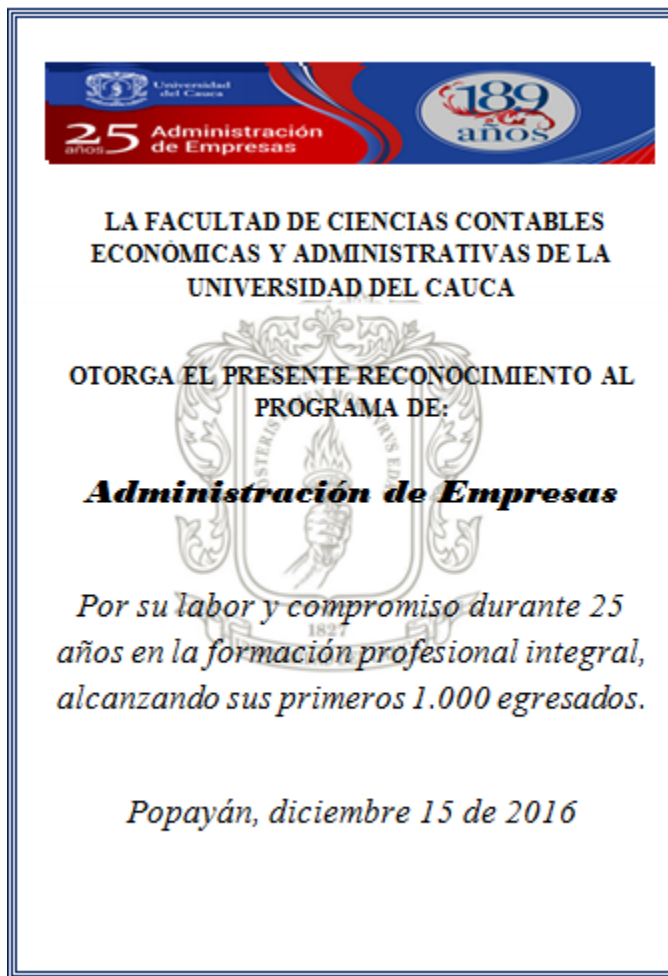 Universidad
del Cauca
25 años
Administración
de Empresas
189
años
LA FACULTAD DE CIENCIAS CONTABLES
ECONÓMICAS Y ADMINISTRATIVAS DE LA
UNIVERSIDAD DEL CAUCA
OTORGA EL PRESENTE RECONOCIMIENTO AL
PROGRAMA DE:
Administración de Empresas
Por su labor y compromiso durante 25
años en la formación profesional integral,
alcanzando sus primeros 1.000 egresados.
1827
Popayán, diciembre 15 de 2016